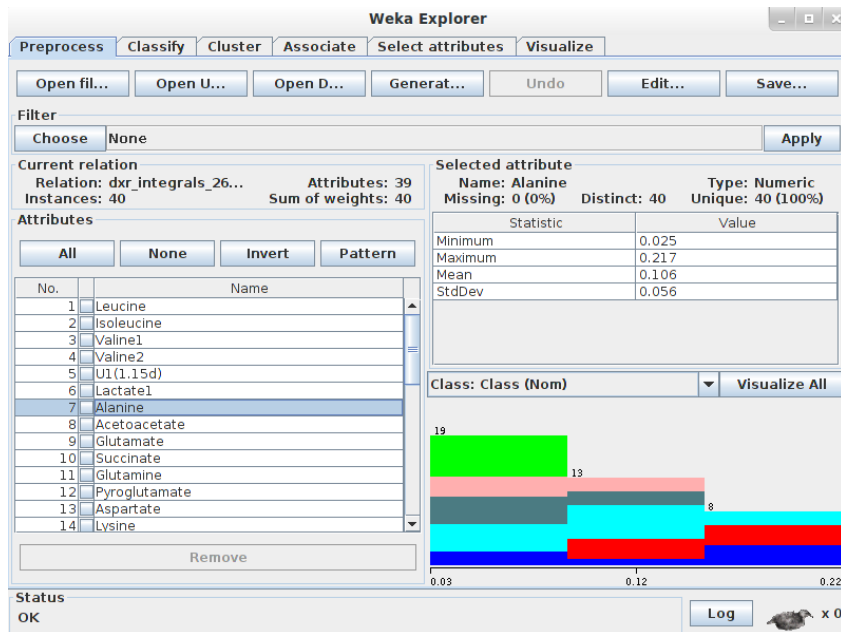 Weka Explorer
Preprocess Classify Cluster Associate Select attributes Visualize
Open fil... Open U... Open D... Generat... Undo Edit... Save...
Filter
Choose None Apply
Current relation
Relation: dxr_integrals_26... Attributes: 39
Instances: 40 Sum of weights: 40
Attributes
All None Invert Pattern
No. Name
1 Leucine
2 Isoleucine
3 Valine1
4 Valine2
5 U1(1.15d)
6 Lactate1
7 Alanine
8 Acetoacetate
9 Glutamate
10 Succinate
11 Glutamine
12 Pyroglutamate
13 Aspartate
14 Lysine
Remove
Selected attribute
Name: Alanine Type: Numeric
Missing: 0 (0%) Distinct: 40 Unique: 40 (100%)
Statistic Value
Minimum 0.025
Maximum 0.217
Mean 0.106
StdDev 0.056
Class: Class (Nom) Visualize All
19
13
8
0.03 0.12 0.22
Status
OK
Log x 0